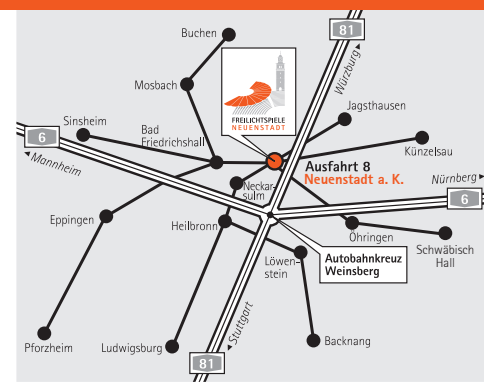 Buchen
81
Würzburg
Mosbach
FREILICHTSPIELE
NEUENSTADT
Jagsthausen
Sinsheim
6
Bad
Friedrichshall
Künzelsau
Mannheim
Ausfahrt 8
Neuenstadt a. K.
Nürnberg
6
Neckar-
sulm
Eppingen
Heilbronn
Öhringen
Schwäbisch
Hall
Löwen-
stein
Autobahnkreuz
Weinsberg
Stuttgart
Pforzheim
Ludwigsburg
Backnang
81